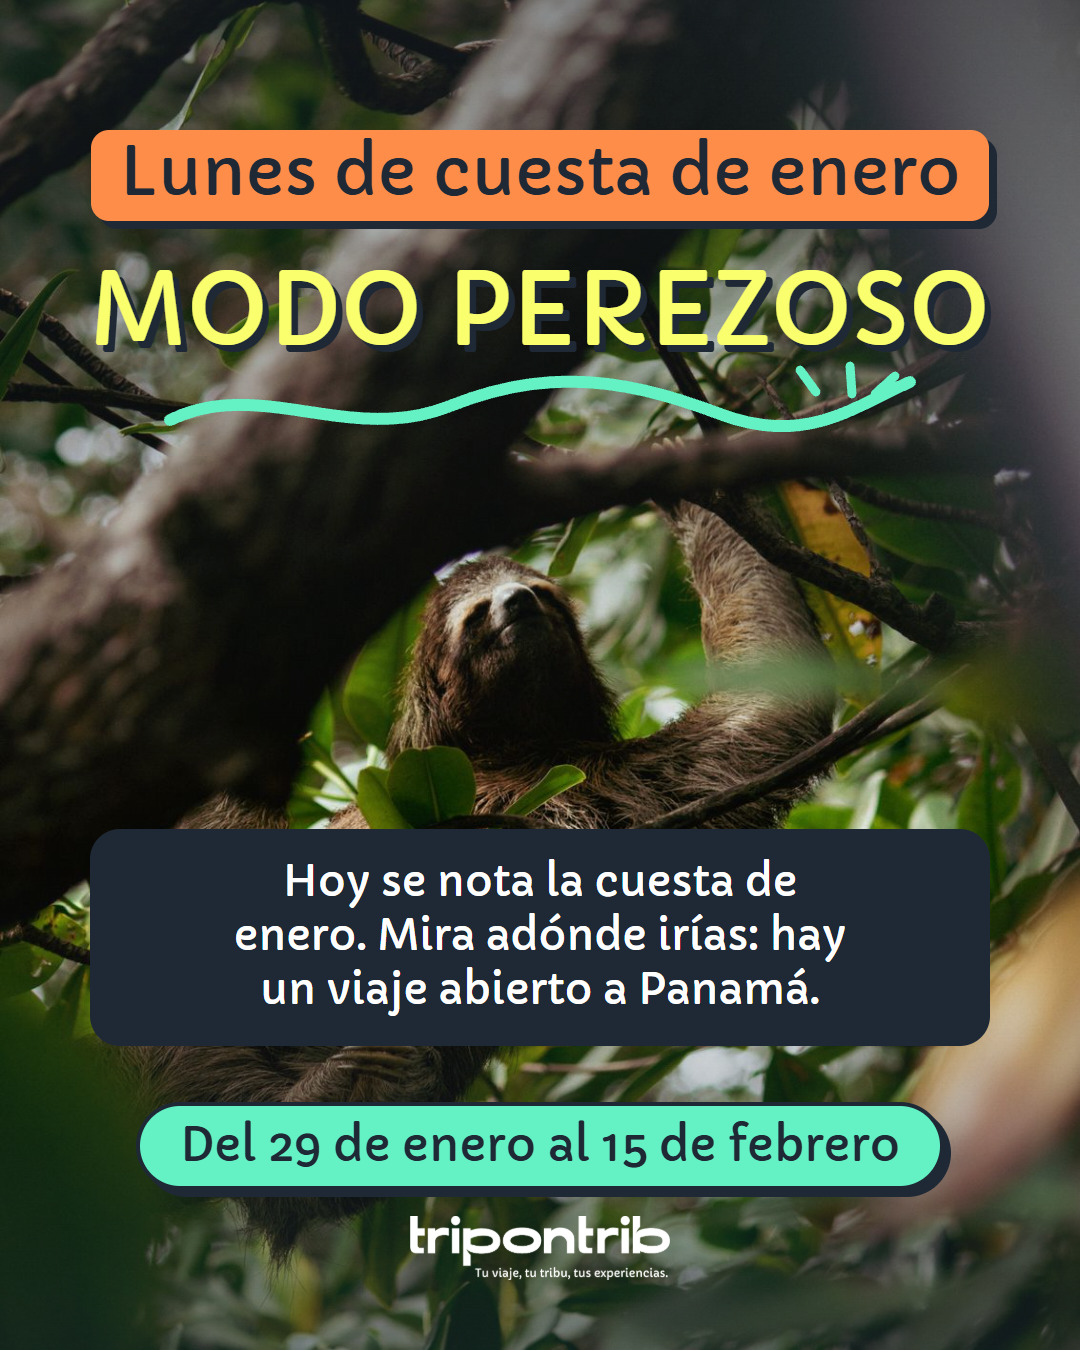 Lunes de cuesta de enero
MODO PEREZOSO
Hoy se nota la cuesta de
enero. Mira adónde irías: hay
un viaje abierto a Panamá.
Del 29 de enero al 15 de febrero
tripontrib
Tu viaje, tu tribu, tus experiencias.